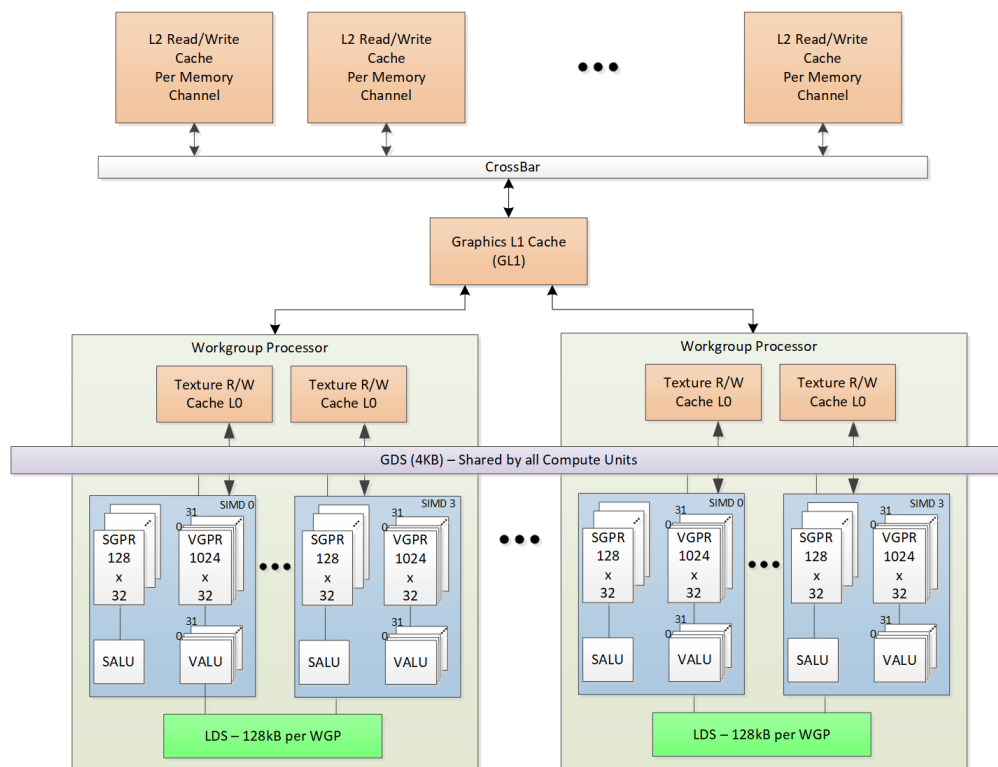 L2 Read/Write
Cache
Per Memory
Channel
L2 Read/Write
Cache
Per Memory
Channel
L2 Read/Write
Cache
Per Memory
Channel
CrossBar
Graphics L1 Cache
(GL1)
Workgroup Processor
Texture R/W
Cache L0
Texture R/W
Cache L0
Workgroup Processor
Texture R/W
Cache L0
Texture R/W
Cache L0
GDS (4KB) – Shared by all Compute Units
SIMD 0
SGPR
128
x
32
31
0
VGPR
1024
x
32
SALU
31
0
VALU
SIMD 3
SGPR
128
x
32
31
0
VGPR
1024
x
32
SALU
31
0
VALU
LDS – 128kB per WGP
SIMD 0
SGPR
128
x
32
31
0
VGPR
1024
x
32
SALU
31
0
VALU
SIMD 3
SGPR
128
x
32
31
0
VGPR
1024
x
32
SALU
31
0
VALU
LDS – 128kB per WGP